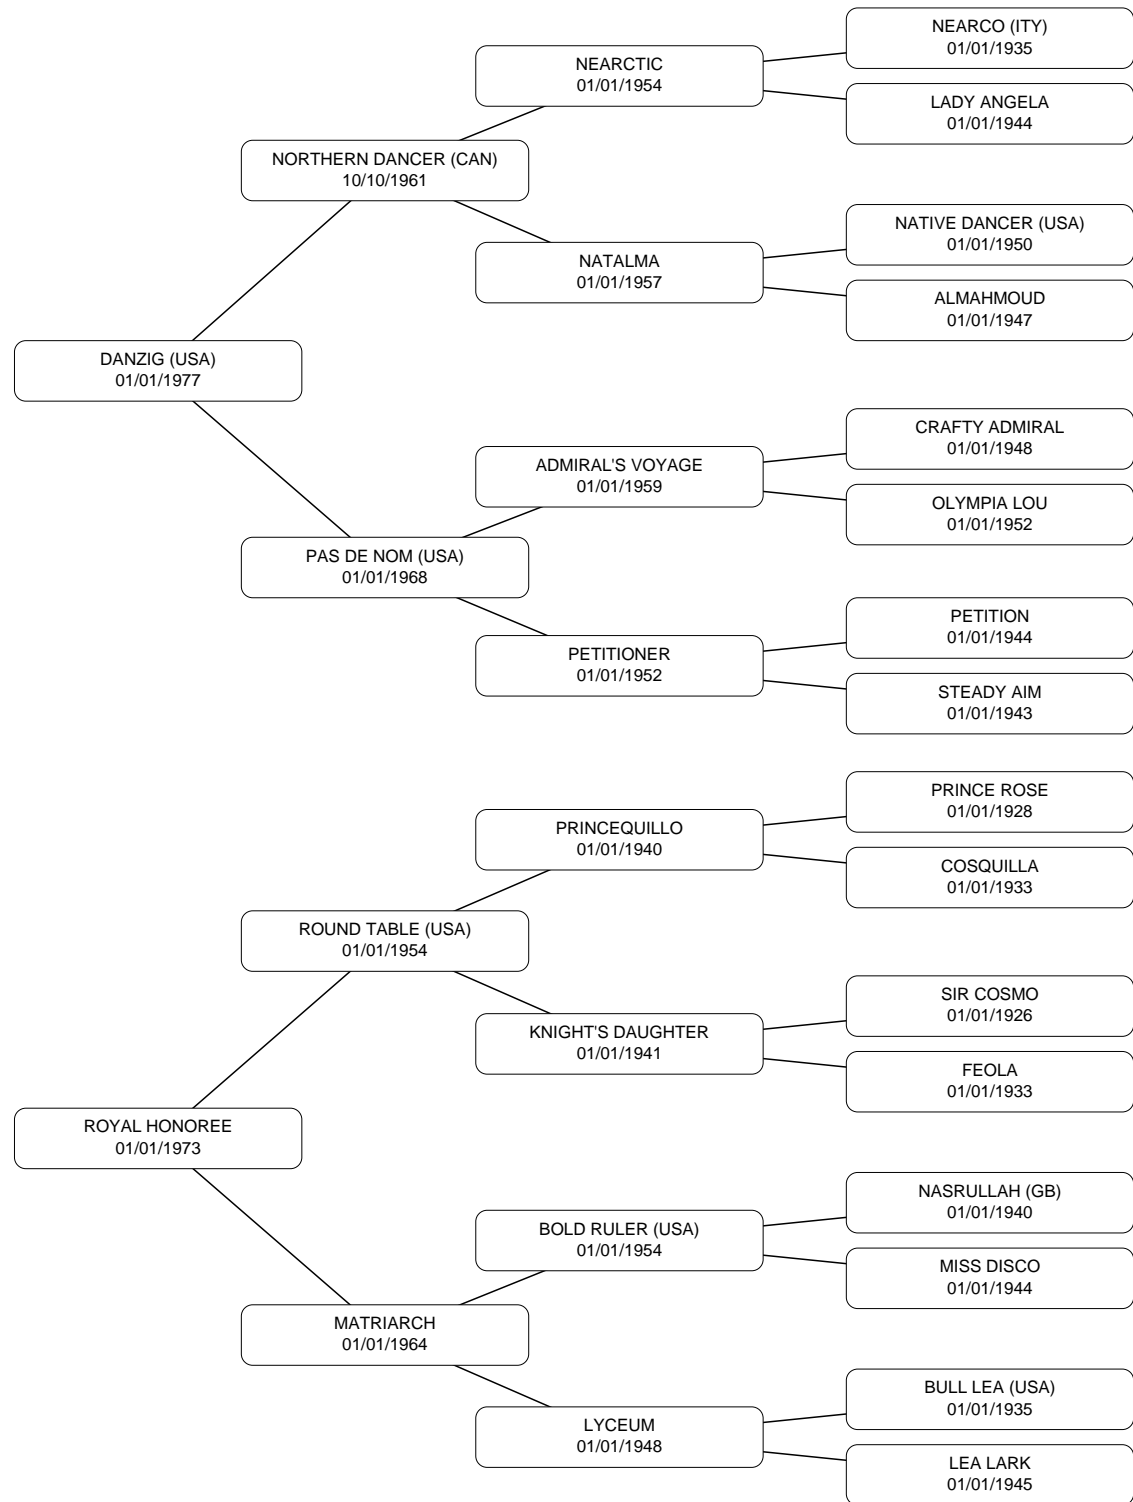 NEARCO (ITY)
01/01/1935
NEARCTIC
01/01/1954
LADY ANGELA
01/01/1944
NORTHERN DANCER (CAN)
10/10/1961
NATIVE DANCER (USA)
01/01/1950
NATALMA
01/01/1957
ALMAHMOUD
01/01/1947
DANZIG (USA)
01/01/1977
CRAFTY ADMIRAL
01/01/1948
ADMIRAL'S VOYAGE
01/01/1959
OLYMPIA LOU
01/01/1952
PAS DE NOM (USA)
01/01/1968
PETITION
01/01/1944
PETITIONER
01/01/1952
STEADY AIM
01/01/1943
PRINCE ROSE
01/01/1928
PRINCEQUILLO
01/01/1940
COSQUILLA
01/01/1933
ROUND TABLE (USA)
01/01/1954
SIR COSMO
01/01/1926
KNIGHT'S DAUGHTER
01/01/1941
FEOLA
01/01/1933
ROYAL HONOREE
01/01/1973
NASRULLAH (GB)
01/01/1940
BOLD RULER (USA)
01/01/1954
MISS DISCO
01/01/1944
MATRIARCH
01/01/1964
BULL LEA (USA)
01/01/1935
LYCEUM
01/01/1948
LEA LARK
01/01/1945